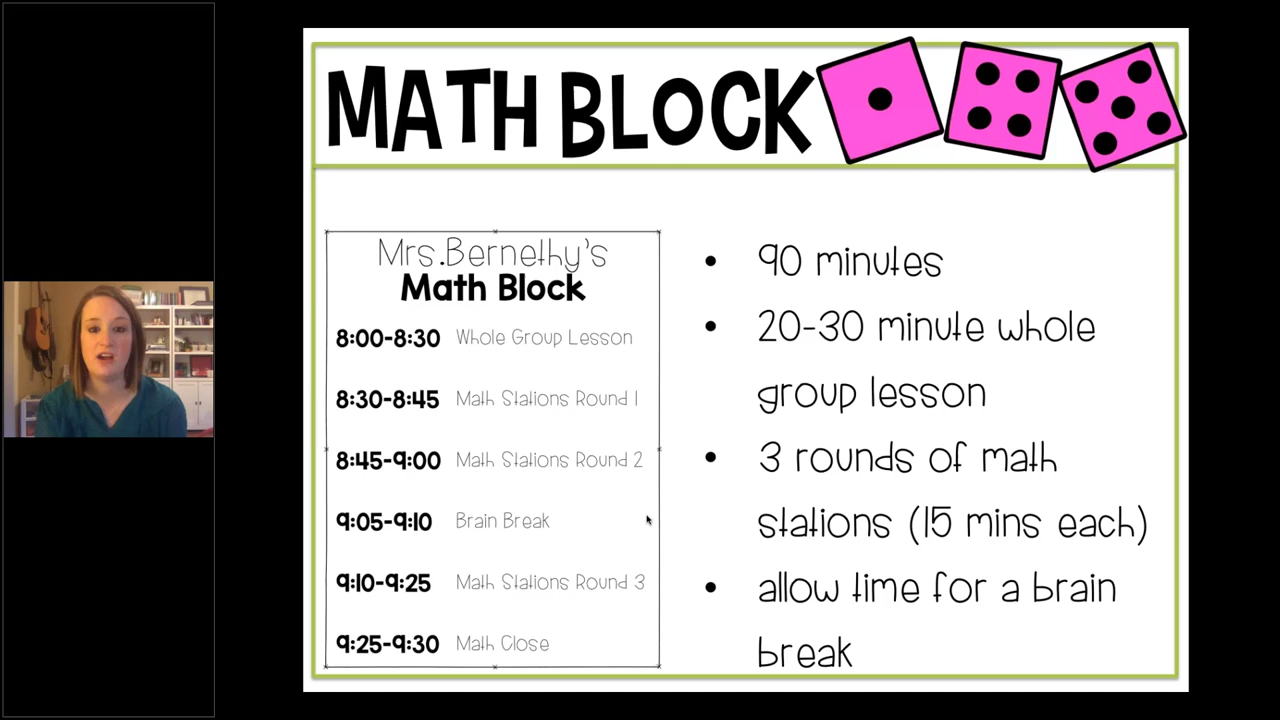 MATH BLOCK
Mrs.Bernethy's
Math Block
8:00-8:30 Whole Group Lesson
8:30-8:45 Math Stations Round 1
8:45-9:00 Math Stations Round 2
9:05-9:10 Brain Break
9:10-9:25 Math Stations Round 3
9:25-9:30 Math Close
• 90 minutes
• 20-30 minute whole
group lesson
• 3 rounds of math
stations (15 mins each)
• allow time for a brain
break